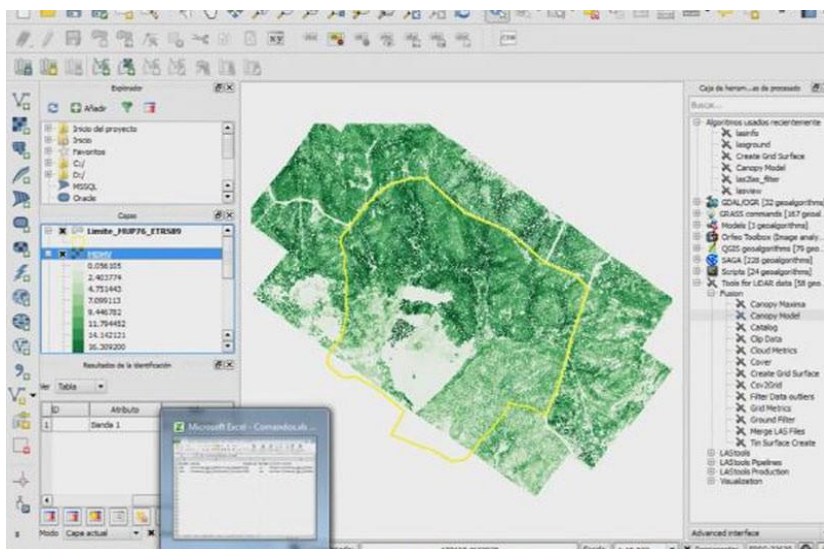 Explorador
Añadir
Inicio del proyecto
Inicio
Favoritos
C:/
D:/
MSSQL
Oracle
Capas
Limite_MUP76_ETRS89
0.056105
2.403774
4.751443
7.099113
9.446782
11.794452
14.142121
16.309200
Resultados de la identificación
Ver Tabla
ID Atributo
1 Banda 1
Microsoft Excel - Comandos.xls ...
Modo Capa actual
Caja de herram...as de procesado
Buscar...
Algoritmos usados recientemente
lasinfo
lasground
Create Grid Surface
Canopy Model
las2las_filter
lasview
GDAL/OGR [32 geoalgorithms]
GRASS commands [167 geoal
Models [3 geoalgorithms]
Orfeo Toolbox (Image analy...
QGIS geoalgorithms [79 geo...
SAGA [228 geoalgorithms]
Scripts [24 geoalgorithms]
Tools for LiDAR data [58 geo.
Fusion
Canopy Maxima
Canopy Model
Catalog
Clip Data
Cloud Metrics
Cover
Create Grid Surface
Csv2Grid
Filter Data outliers
Grid Metrics
Ground Filter
Merge LAS Files
Tin Surface Create
LAStools
LAStools Pipelines
LAStools Production
Visualization
Advanced interface